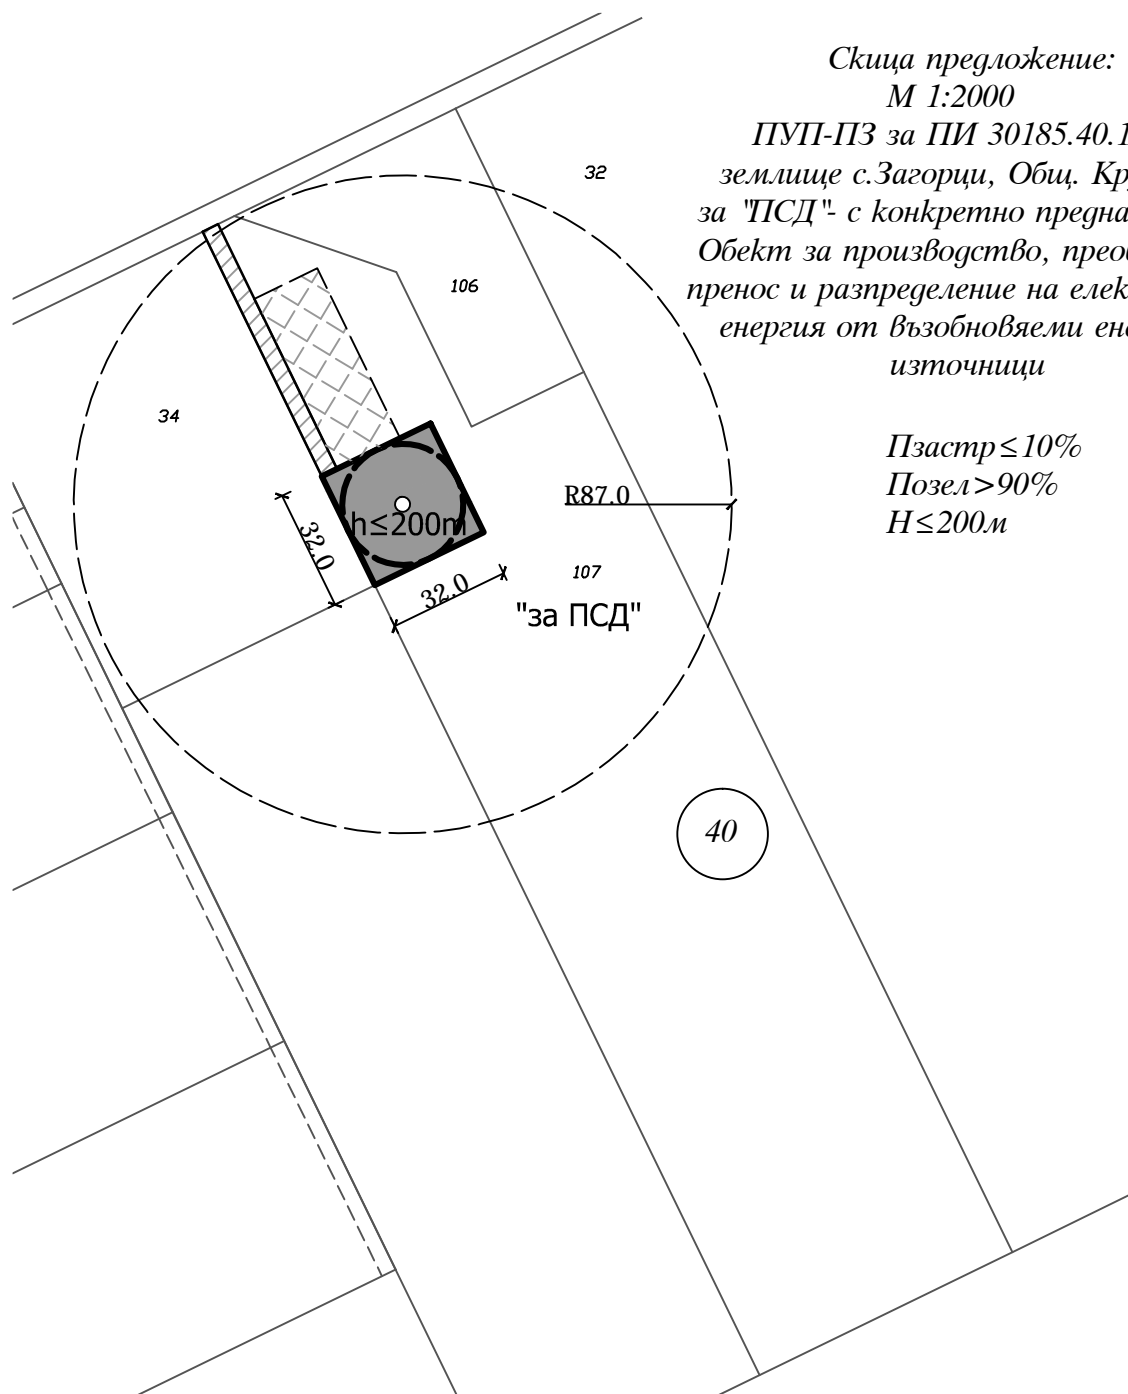 Скица предложение:
М 1:2000
ПУП-ПЗ за ПИ 30185.40.1
землище с.Загорци, Общ. Кр
за "ПСД"- с конкретно предна
Обект за производство, прео
пренос и разпределение на елек
енергия от възобновяеми ен
източници
Пзастр≤10%
Позел>90%
Н≤200м
32
106
34
R87.0
h≤200m
32.0
32.0
107
"за ПСД"
40